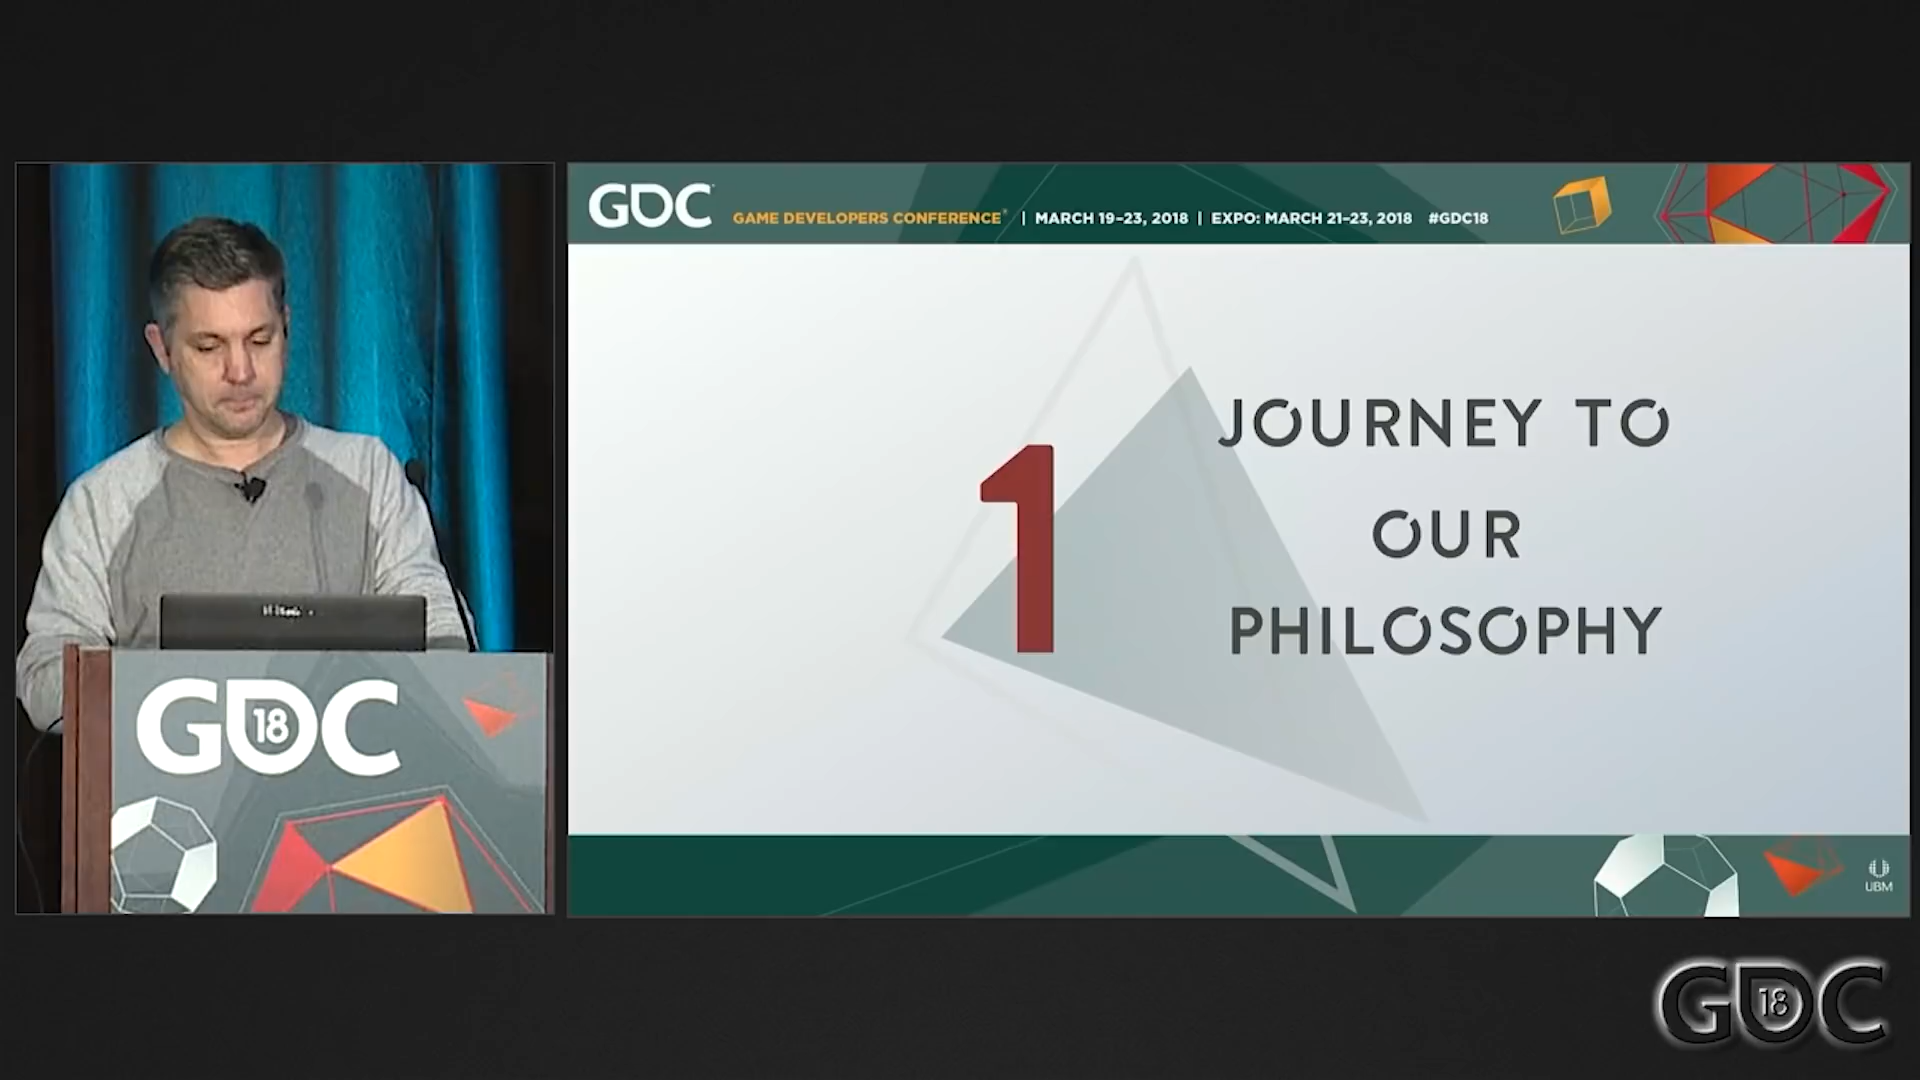 GDC
GAME DEVELOPERS CONFERENCE® | MARCH 19–23, 2018 | EXPO: MARCH 21–23, 2018 #GDC18
1
JOURNEY TO
OUR
PHILOSOPHY
GDC
18
UBM
GDC
18